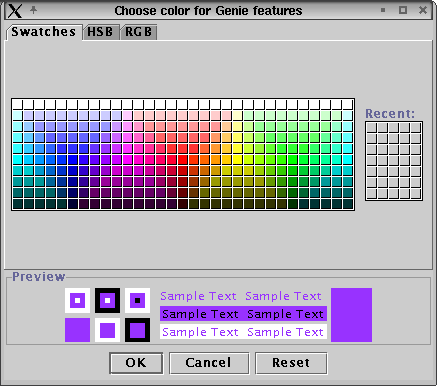 Choose color for Genie features
Swatches HSB RGB
Recent:
Preview
Sample Text Sample Text
Sample Text Sample Text
Sample Text Sample Text
OK Cancel Reset